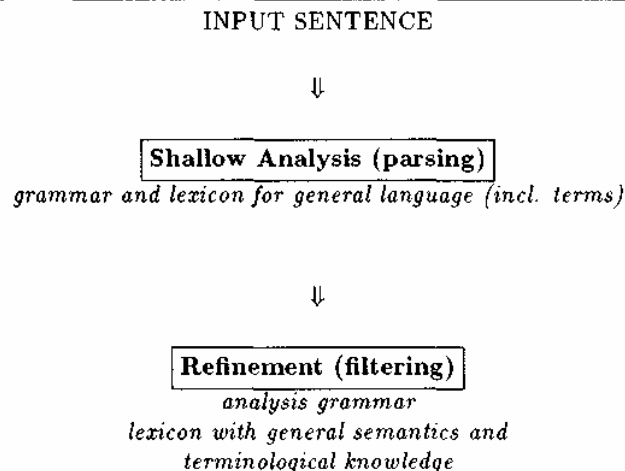 INPUT SENTENCE
⇓
Shallow Analysis (parsing)
grammar and lexicon for general language (incl. terms)
⇓
Refinement (filtering)
analysis grammar
lexicon with general semantics and
terminological knowledge